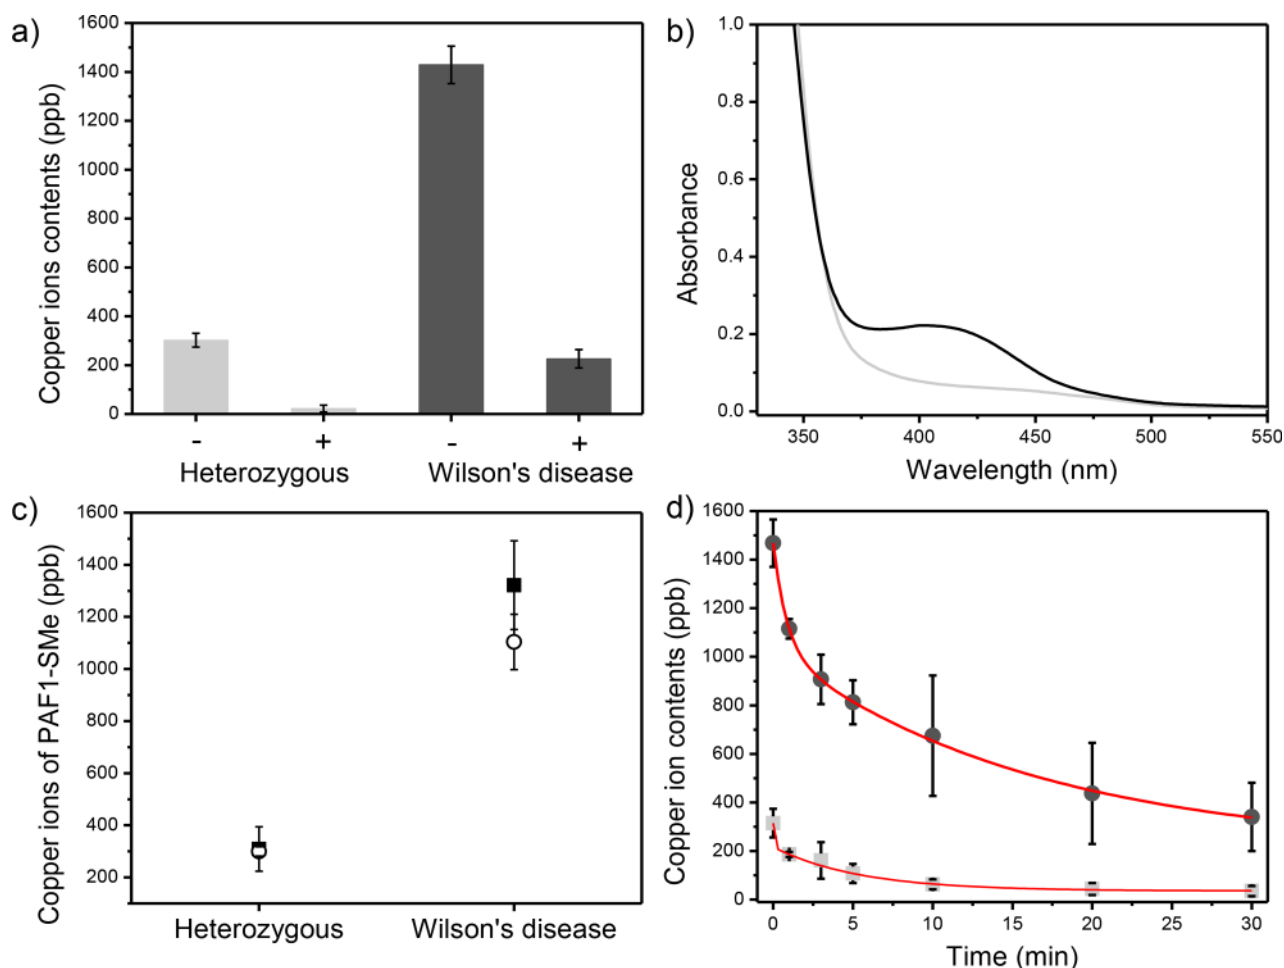 a)
Copper ions contents (ppb)
1600
1400
1200
1000
800
600
400
200
0
- + - +
Heterozygous Wilson's disease
b)
Absorbance
1.0
0.8
0.6
0.4
0.2
0.0
350 400 450 500 550
Wavelength (nm)
c)
Copper ions of PAF1-SMe (ppb)
1600
1400
1200
1000
800
600
400
200
Heterozygous Wilson's disease
d)
Copper ion contents (ppb)
1600
1400
1200
1000
800
600
400
200
0
0 5 10 15 20 25 30
Time (min)